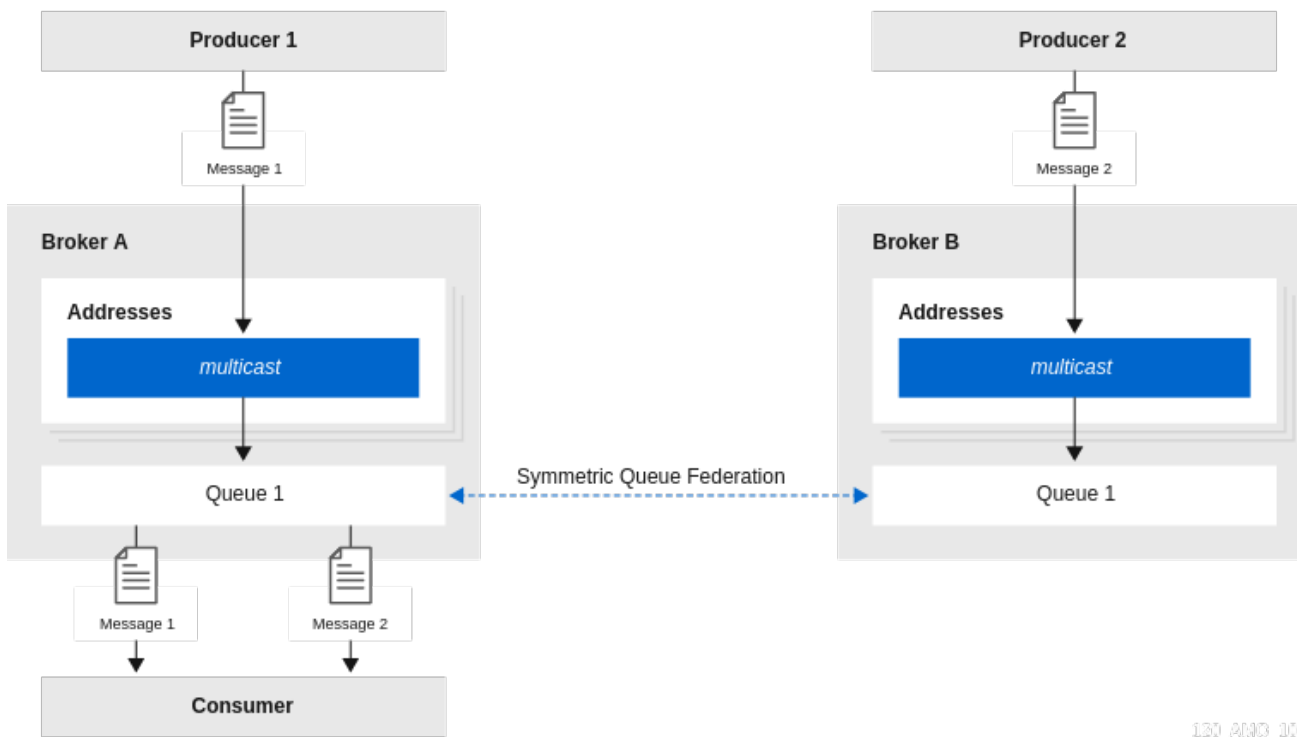 Producer 1
Producer 2
Message 1
Message 2
Broker A
Broker B
Addresses
Addresses
multicast
multicast
Symmetric Queue Federation
Queue 1
Queue 1
Message 1
Message 2
Consumer